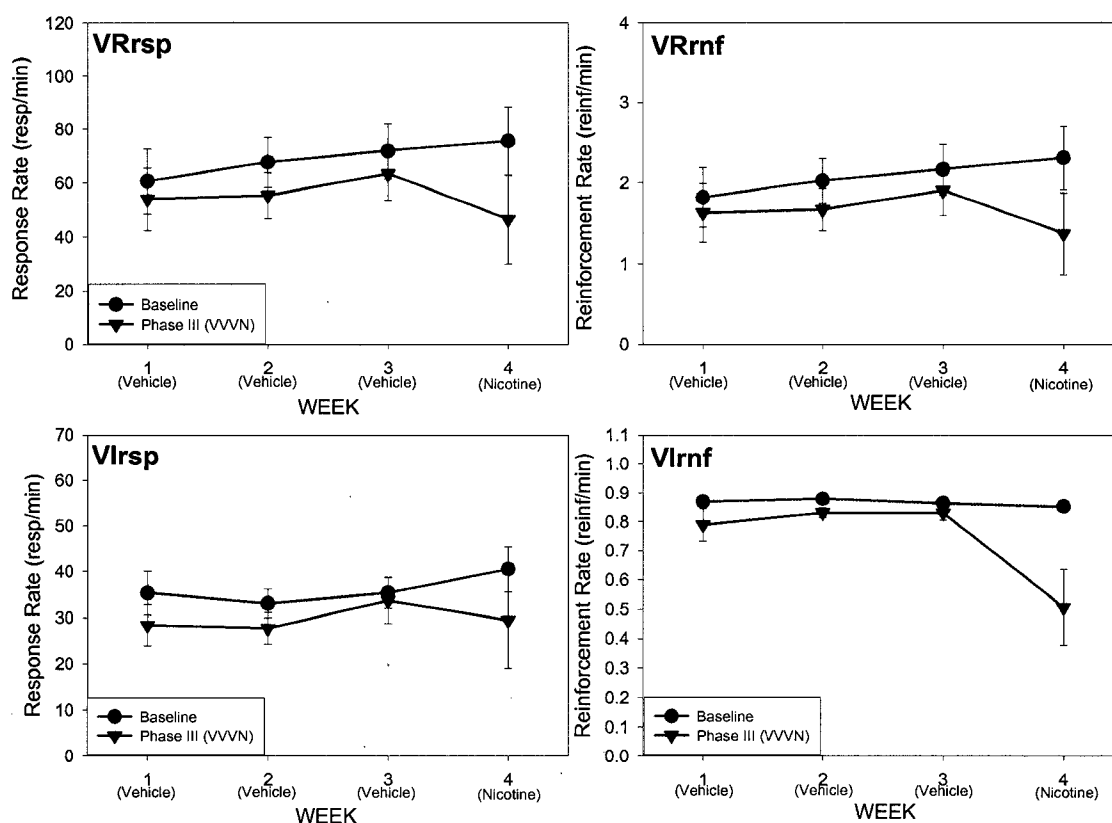 VRrsp
Response Rate (resp/min)
120
100
80
60
40
20
0
Baseline
Phase III (VVVN)
1 2 3 4
(Vehicle) (Vehicle) (Vehicle) (Nicotine)
WEEK
VRrnf
Reinforcement Rate (reinf/min)
4
3
2
1
0
1 2 3 4
(Vehicle) (Vehicle) (Vehicle) (Nicotine)
WEEK
VIrsp
Response Rate (resp/min)
70
60
50
40
30
20
10
0
Baseline
Phase III (VVVN)
1 2 3 4
(Vehicle) (Vehicle) (Vehicle) (Nicotine)
WEEK
VIrnf
Reinforcement Rate (reinf/min)
1.1
1.0
0.9
0.8
0.7
0.6
0.5
0.4
0.3
0.2
0.1
0.0
Baseline
Phase III (VVVN)
1 2 3 4
(Vehicle) (Vehicle) (Vehicle) (Nicotine)
WEEK